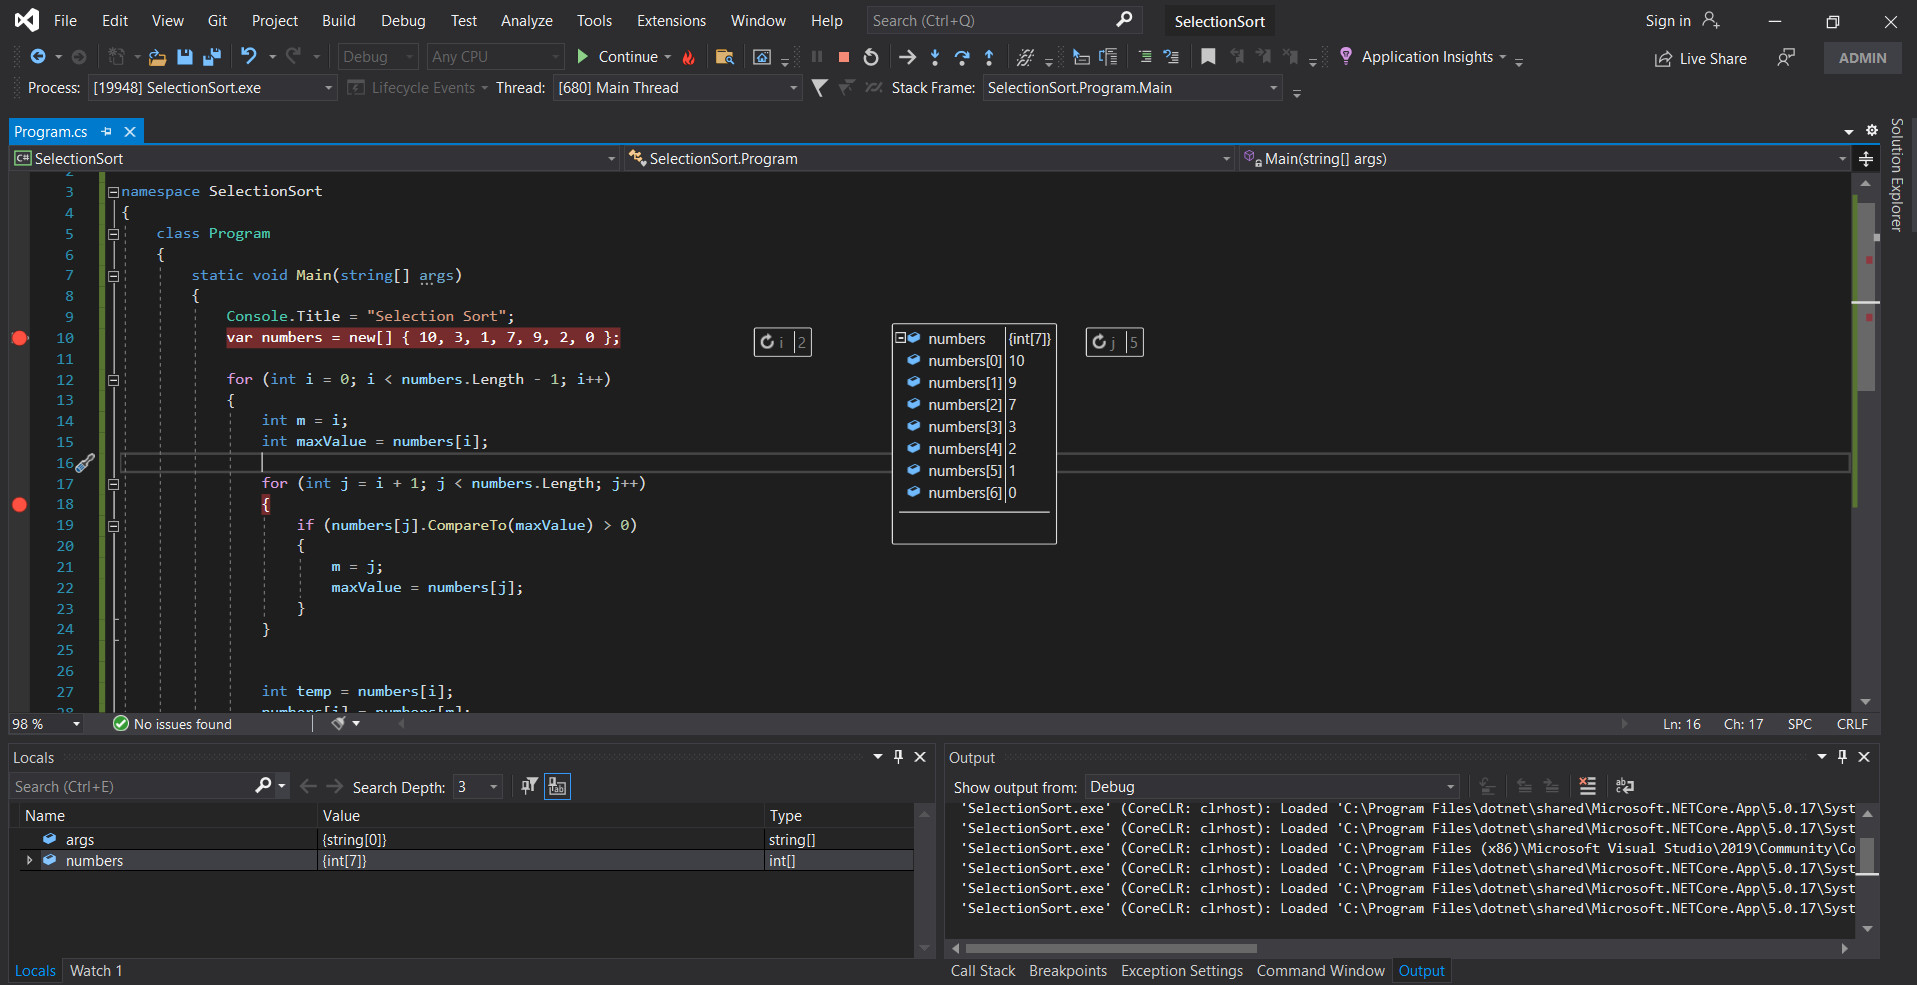 File Edit View Git Project Build Debug Test Analyze Tools Extensions Window Help Search (Ctrl+Q) SelectionSort Sign in
Debug Any CPU Continue Application Insights Live Share ADMIN
Process: [19948] SelectionSort.exe Lifecycle Events Thread: [680] Main Thread Stack Frame: SelectionSort.Program.Main
Program.cs
Solution Explorer
C# SelectionSort SelectionSort.Program Main(string[] args)
2
3 namespace SelectionSort
4 {
5 class Program
6 {
7 static void Main(string[] args)
8 {
9 Console.Title = "Selection Sort";
10 var numbers = new[] { 10, 3, 1, 7, 9, 2, 0 };
11
12 for (int i = 0; i < numbers.Length - 1; i++)
13 {
14 int m = i;
15 int maxValue = numbers[i];
16
17 for (int j = i + 1; j < numbers.Length; j++)
18 {
19 if (numbers[j].CompareTo(maxValue) > 0)
20 {
21 m = j;
22 maxValue = numbers[j];
23 }
24 }
25
26
27 int temp = numbers[i];
28 numbers[i] = numbers[m];
i 2
numbers {int[7]}
numbers[0] 10
numbers[1] 9
numbers[2] 7
numbers[3] 3
numbers[4] 2
numbers[5] 1
numbers[6] 0
j 5
98 % No issues found Ln: 16 Ch: 17 SPC CRLF
Locals
Search (Ctrl+E) Search Depth: 3
Name Value Type
args {string[0]} string[]
numbers {int[7]} int[]
Locals Watch 1
Output
Show output from: Debug
'SelectionSort.exe' (CoreCLR: clrhost): Loaded 'C:\Program Files\dotnet\shared\Microsoft.NETCore.App\5.0.17\Syst
'SelectionSort.exe' (CoreCLR: clrhost): Loaded 'C:\Program Files\dotnet\shared\Microsoft.NETCore.App\5.0.17\Syst
'SelectionSort.exe' (CoreCLR: clrhost): Loaded 'C:\Program Files (x86)\Microsoft Visual Studio\2019\Community\Co
'SelectionSort.exe' (CoreCLR: clrhost): Loaded 'C:\Program Files\dotnet\shared\Microsoft.NETCore.App\5.0.17\Syst
'SelectionSort.exe' (CoreCLR: clrhost): Loaded 'C:\Program Files\dotnet\shared\Microsoft.NETCore.App\5.0.17\Syst
'SelectionSort.exe' (CoreCLR: clrhost): Loaded 'C:\Program Files\dotnet\shared\Microsoft.NETCore.App\5.0.17\Syst
Call Stack Breakpoints Exception Settings Command Window Output